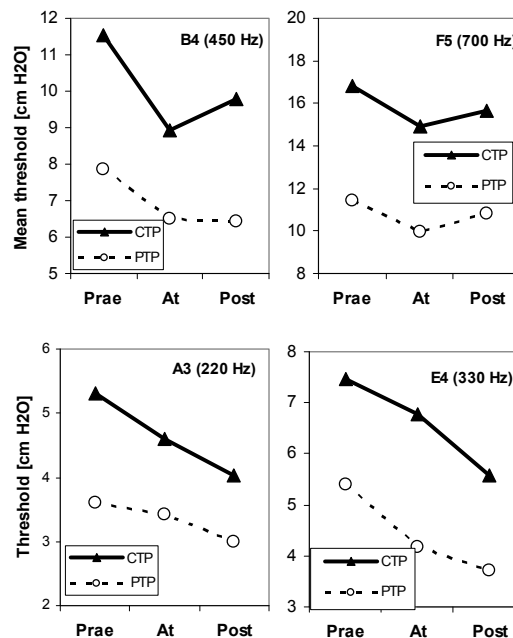 B4 (450 Hz)
Mean threshold [cm H2O]
12
11
10
9
8
7
6
5
CTP
PTP
Prae At Post
F5 (700 Hz)
20
18
16
14
12
10
8
CTP
PTP
Prae At Post
A3 (220 Hz)
Threshold [cm H2O]
6
5
4
3
2
CTP
PTP
Prae At Post
E4 (330 Hz)
8
7
6
5
4
3
CTP
PTP
Prae At Post